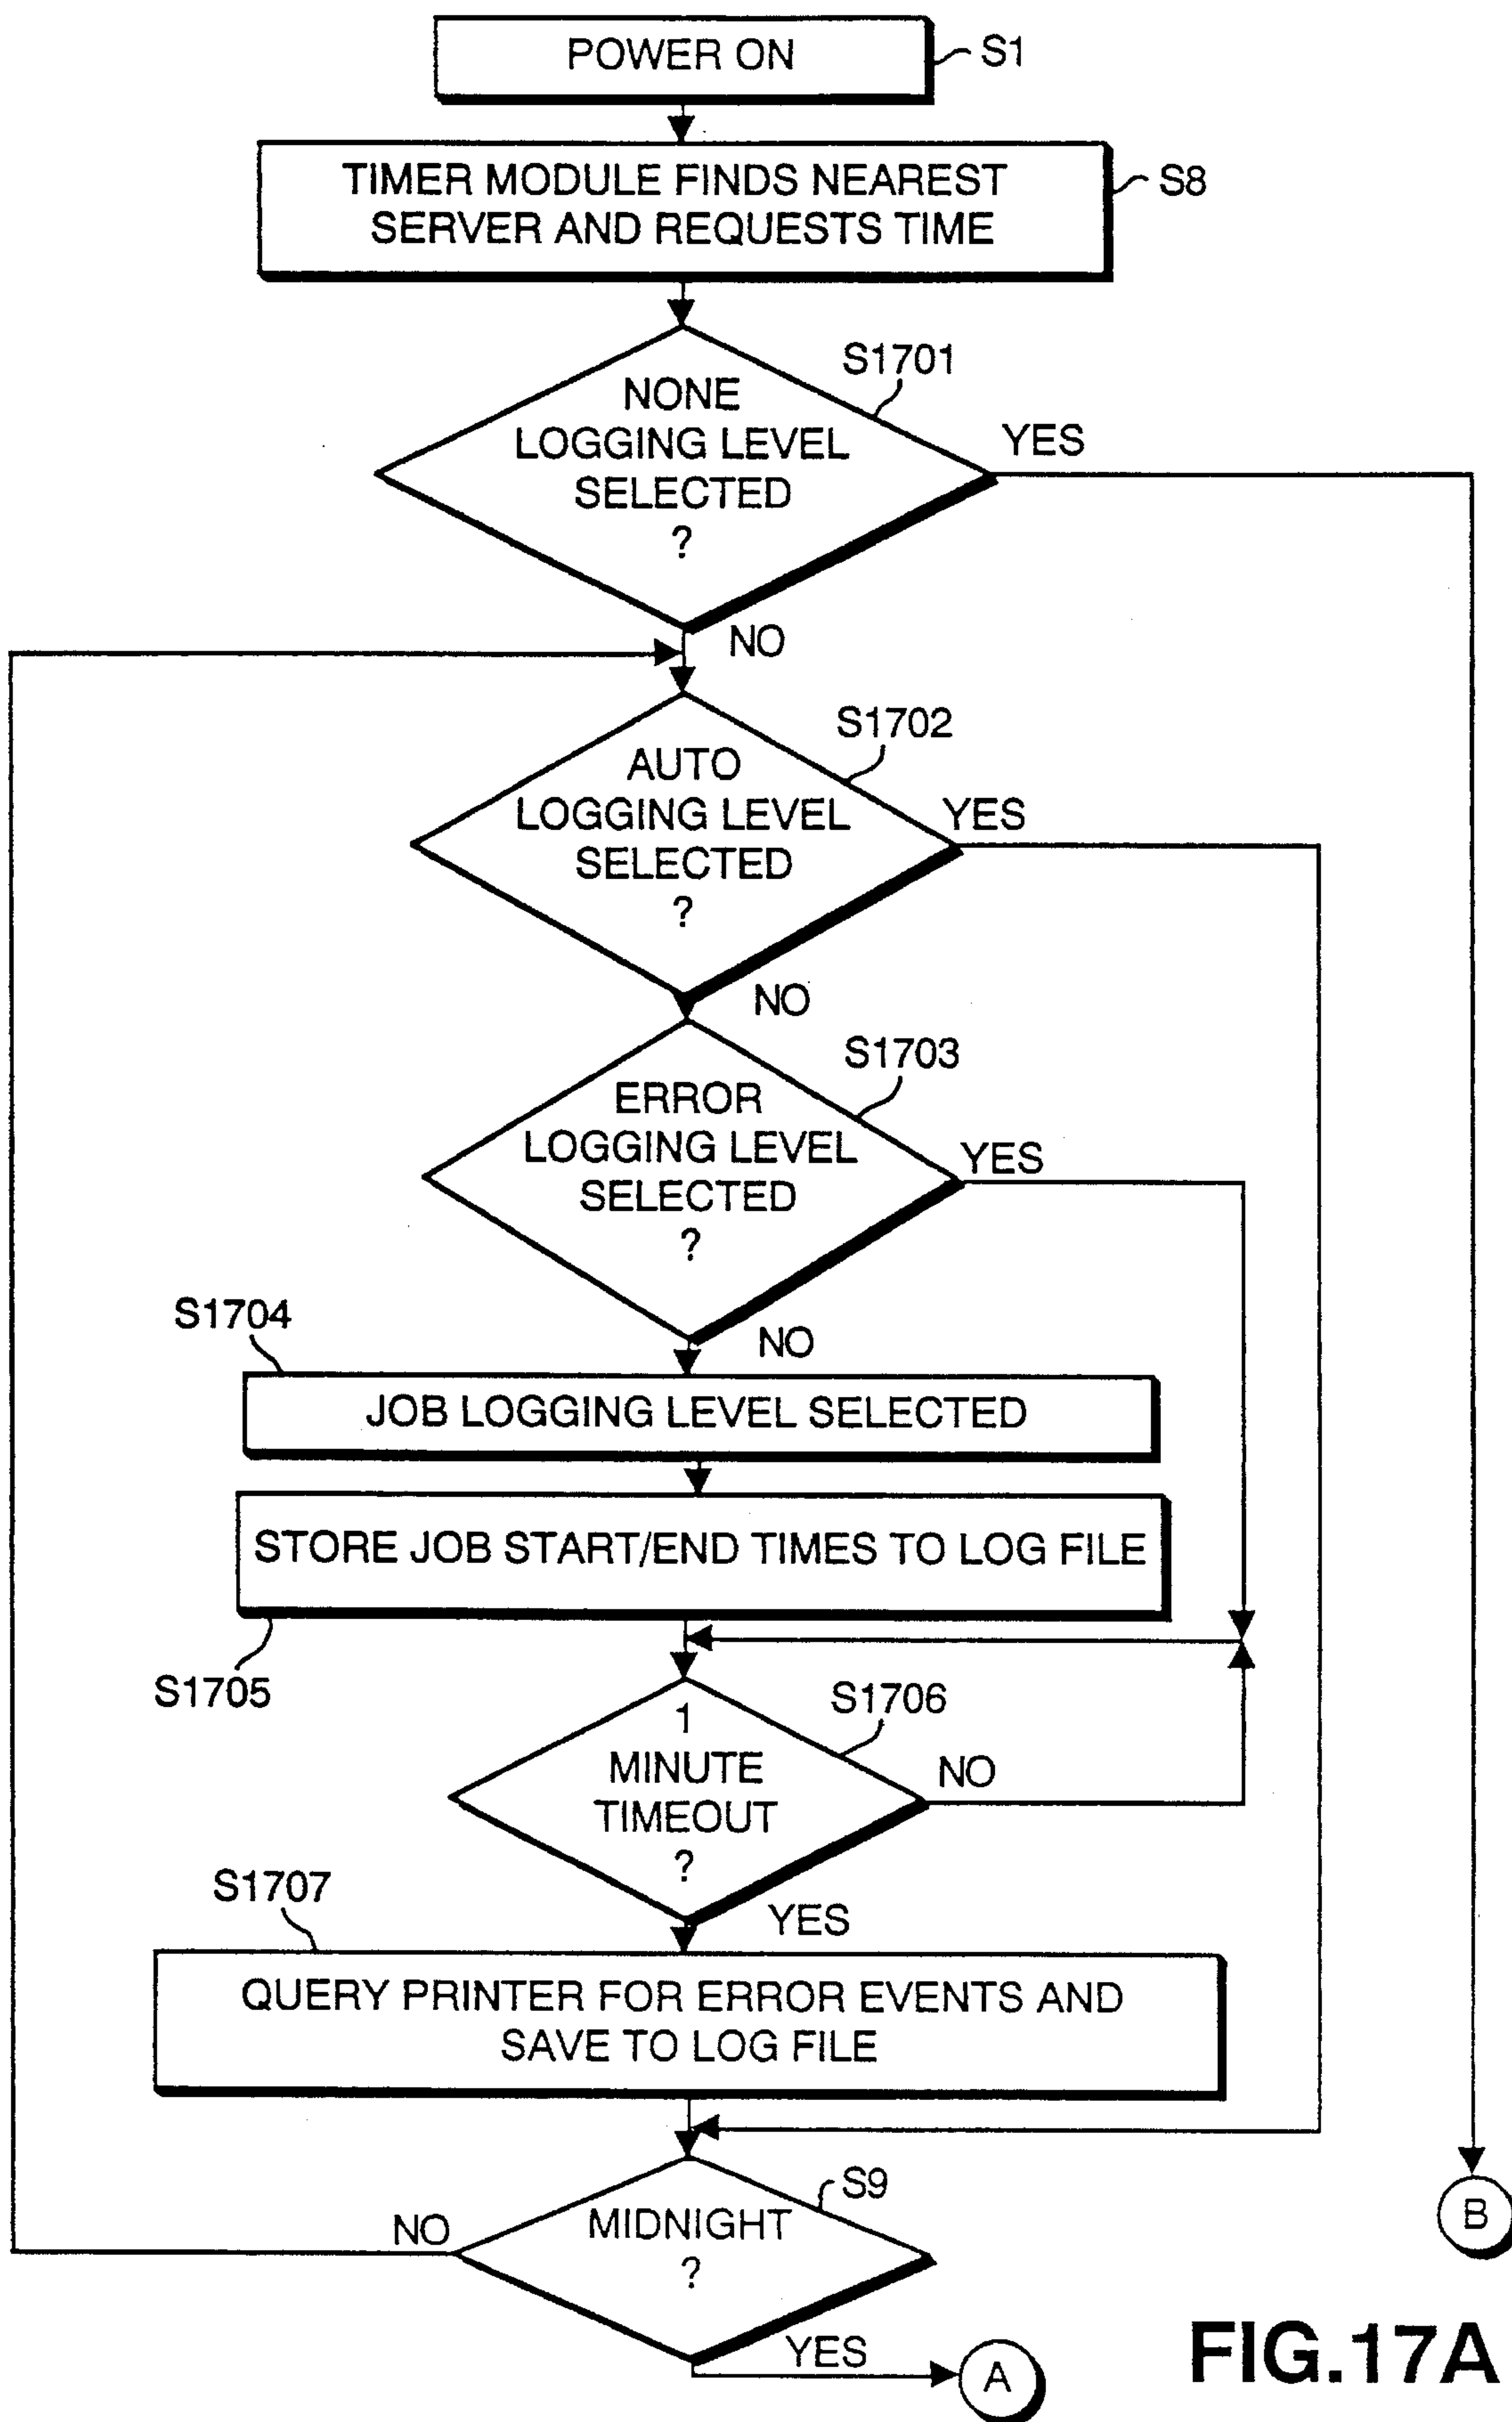 POWER ON
S1
TIMER MODULE FINDS NEAREST
SERVER AND REQUESTS TIME
S8
S1701
NONE
LOGGING LEVEL
SELECTED
?
YES
NO
S1702
AUTO
LOGGING LEVEL
SELECTED
?
YES
NO
S1703
ERROR
LOGGING LEVEL
SELECTED
?
YES
NO
S1704
JOB LOGGING LEVEL SELECTED
STORE JOB START/END TIMES TO LOG FILE
S1705
S1706
1
MINUTE
TIMEOUT
?
NO
YES
S1707
QUERY PRINTER FOR ERROR EVENTS AND
SAVE TO LOG FILE
S9
MIDNIGHT
?
NO
YES
A
B
FIG.17A